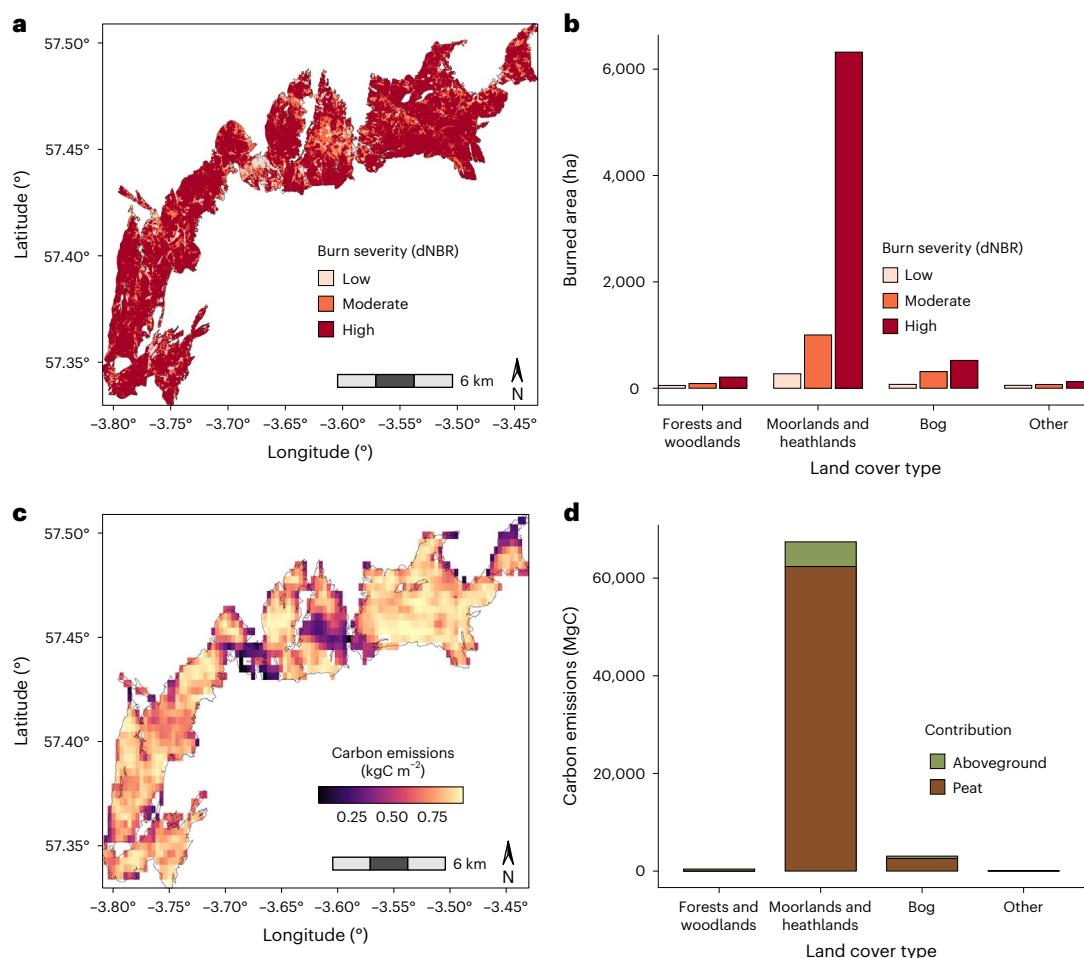 a
57.50°
57.45°
57.40°
57.35°
Latitude (°)
Burn severity (dNBR)
Low
Moderate
High
6 km
N
−3.80° −3.75° −3.70° −3.65° −3.60° −3.55° −3.50° −3.45°
Longitude (°)
b
6,000
4,000
2,000
0
Burned area (ha)
Burn severity (dNBR)
Low
Moderate
High
Forests and
woodlands
Moorlands and
heathlands
Bog
Other
Land cover type
c
57.50°
57.45°
57.40°
57.35°
Latitude (°)
Carbon emissions
(kgC m⁻²)
0.25 0.50 0.75
6 km
N
−3.80° −3.75° −3.70° −3.65° −3.60° −3.55° −3.50° −3.45°
Longitude (°)
d
60,000
40,000
20,000
0
Carbon emissions (MgC)
Contribution
Aboveground
Peat
Forests and
woodlands
Moorlands and
heathlands
Bog
Other
Land cover type